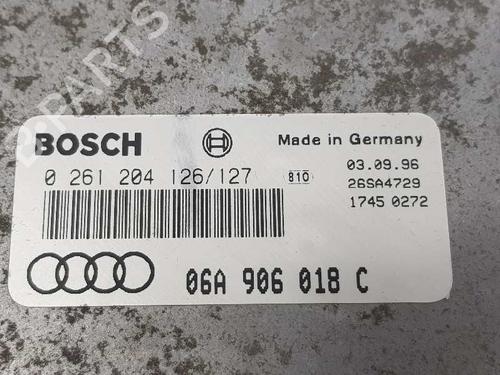 BOSCH
Made in Germany
0 261 204 126/127
810
03.09.96
26SA4729
1745 0272
06A 906 018 C